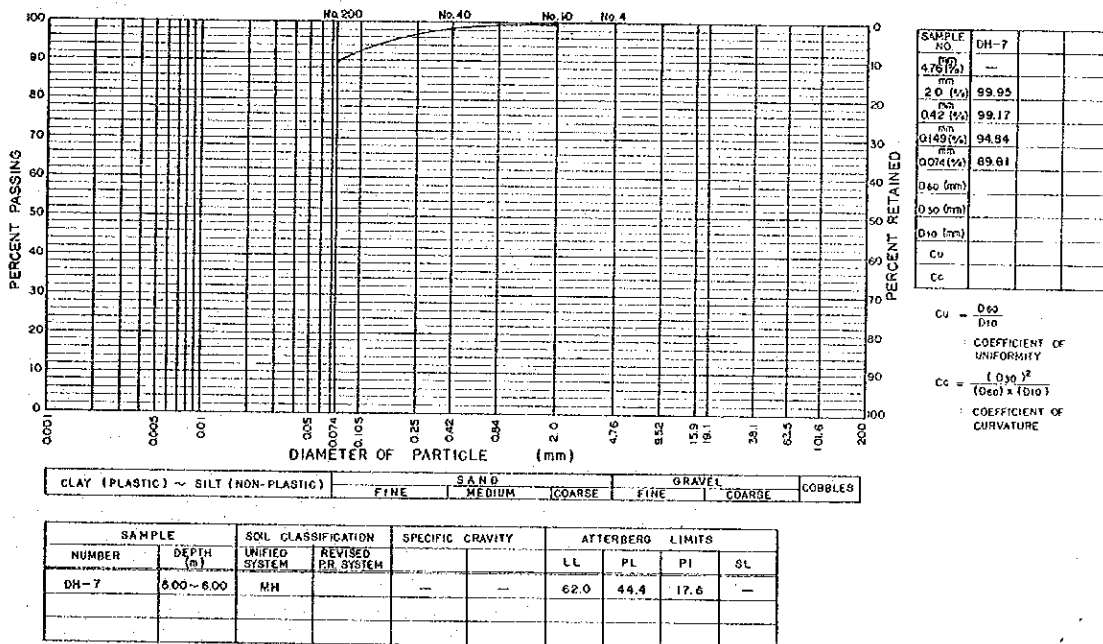 No.200 No.40 No.10 No.4
PERCENT PASSING
100
90
80
70
60
50
40
30
20
10
0
PERCENT RETAINED
0
10
20
30
40
50
60
70
80
90
100
0.001 0.005 0.01 0.05 0.074 0.105 0.25 0.42 0.84 2.0 4.76 9.52 15.9 19.1 38.1 63.5 101.6 200
DIAMETER OF PARTICLE (mm)
CLAY (PLASTIC) ~ SILT (NON-PLASTIC) SAND GRAVEL COBBLES
FINE MEDIUM COARSE FINE COARSE
SAMPLE NO. DH-7
4.76 mm (%) —
2.0 mm (%) 99.95
0.42 mm (%) 99.17
0.149 mm (%) 94.84
0.074 mm (%) 89.81
D60 (mm)
D30 (mm)
D10 (mm)
Cu
Cc
Cu = D60 / D10
: COEFFICIENT OF
UNIFORMITY
Cc = (D30)² / (D60) x (D10)
: COEFFICIENT OF
CURVATURE
SAMPLE SOIL CLASSIFICATION SPECIFIC GRAVITY ATTERBERG LIMITS
NUMBER DEPTH (m) UNIFIED SYSTEM REVISED P.R. SYSTEM LL PL PI SL
DH-7 5.00~6.00 MH — — 62.0 44.4 17.6 —